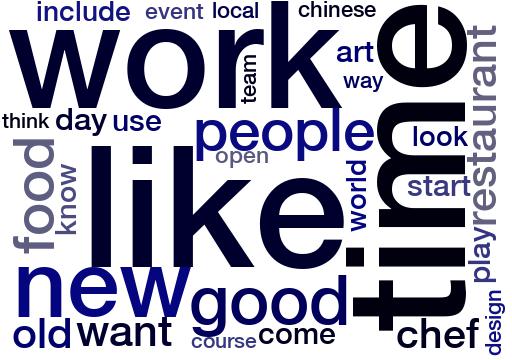 include event local chinese
work
team
art
way
time
restaurant
think day use
people
look
open
food
know
like
world
start
play
new
good
design
old want
course
come
chef